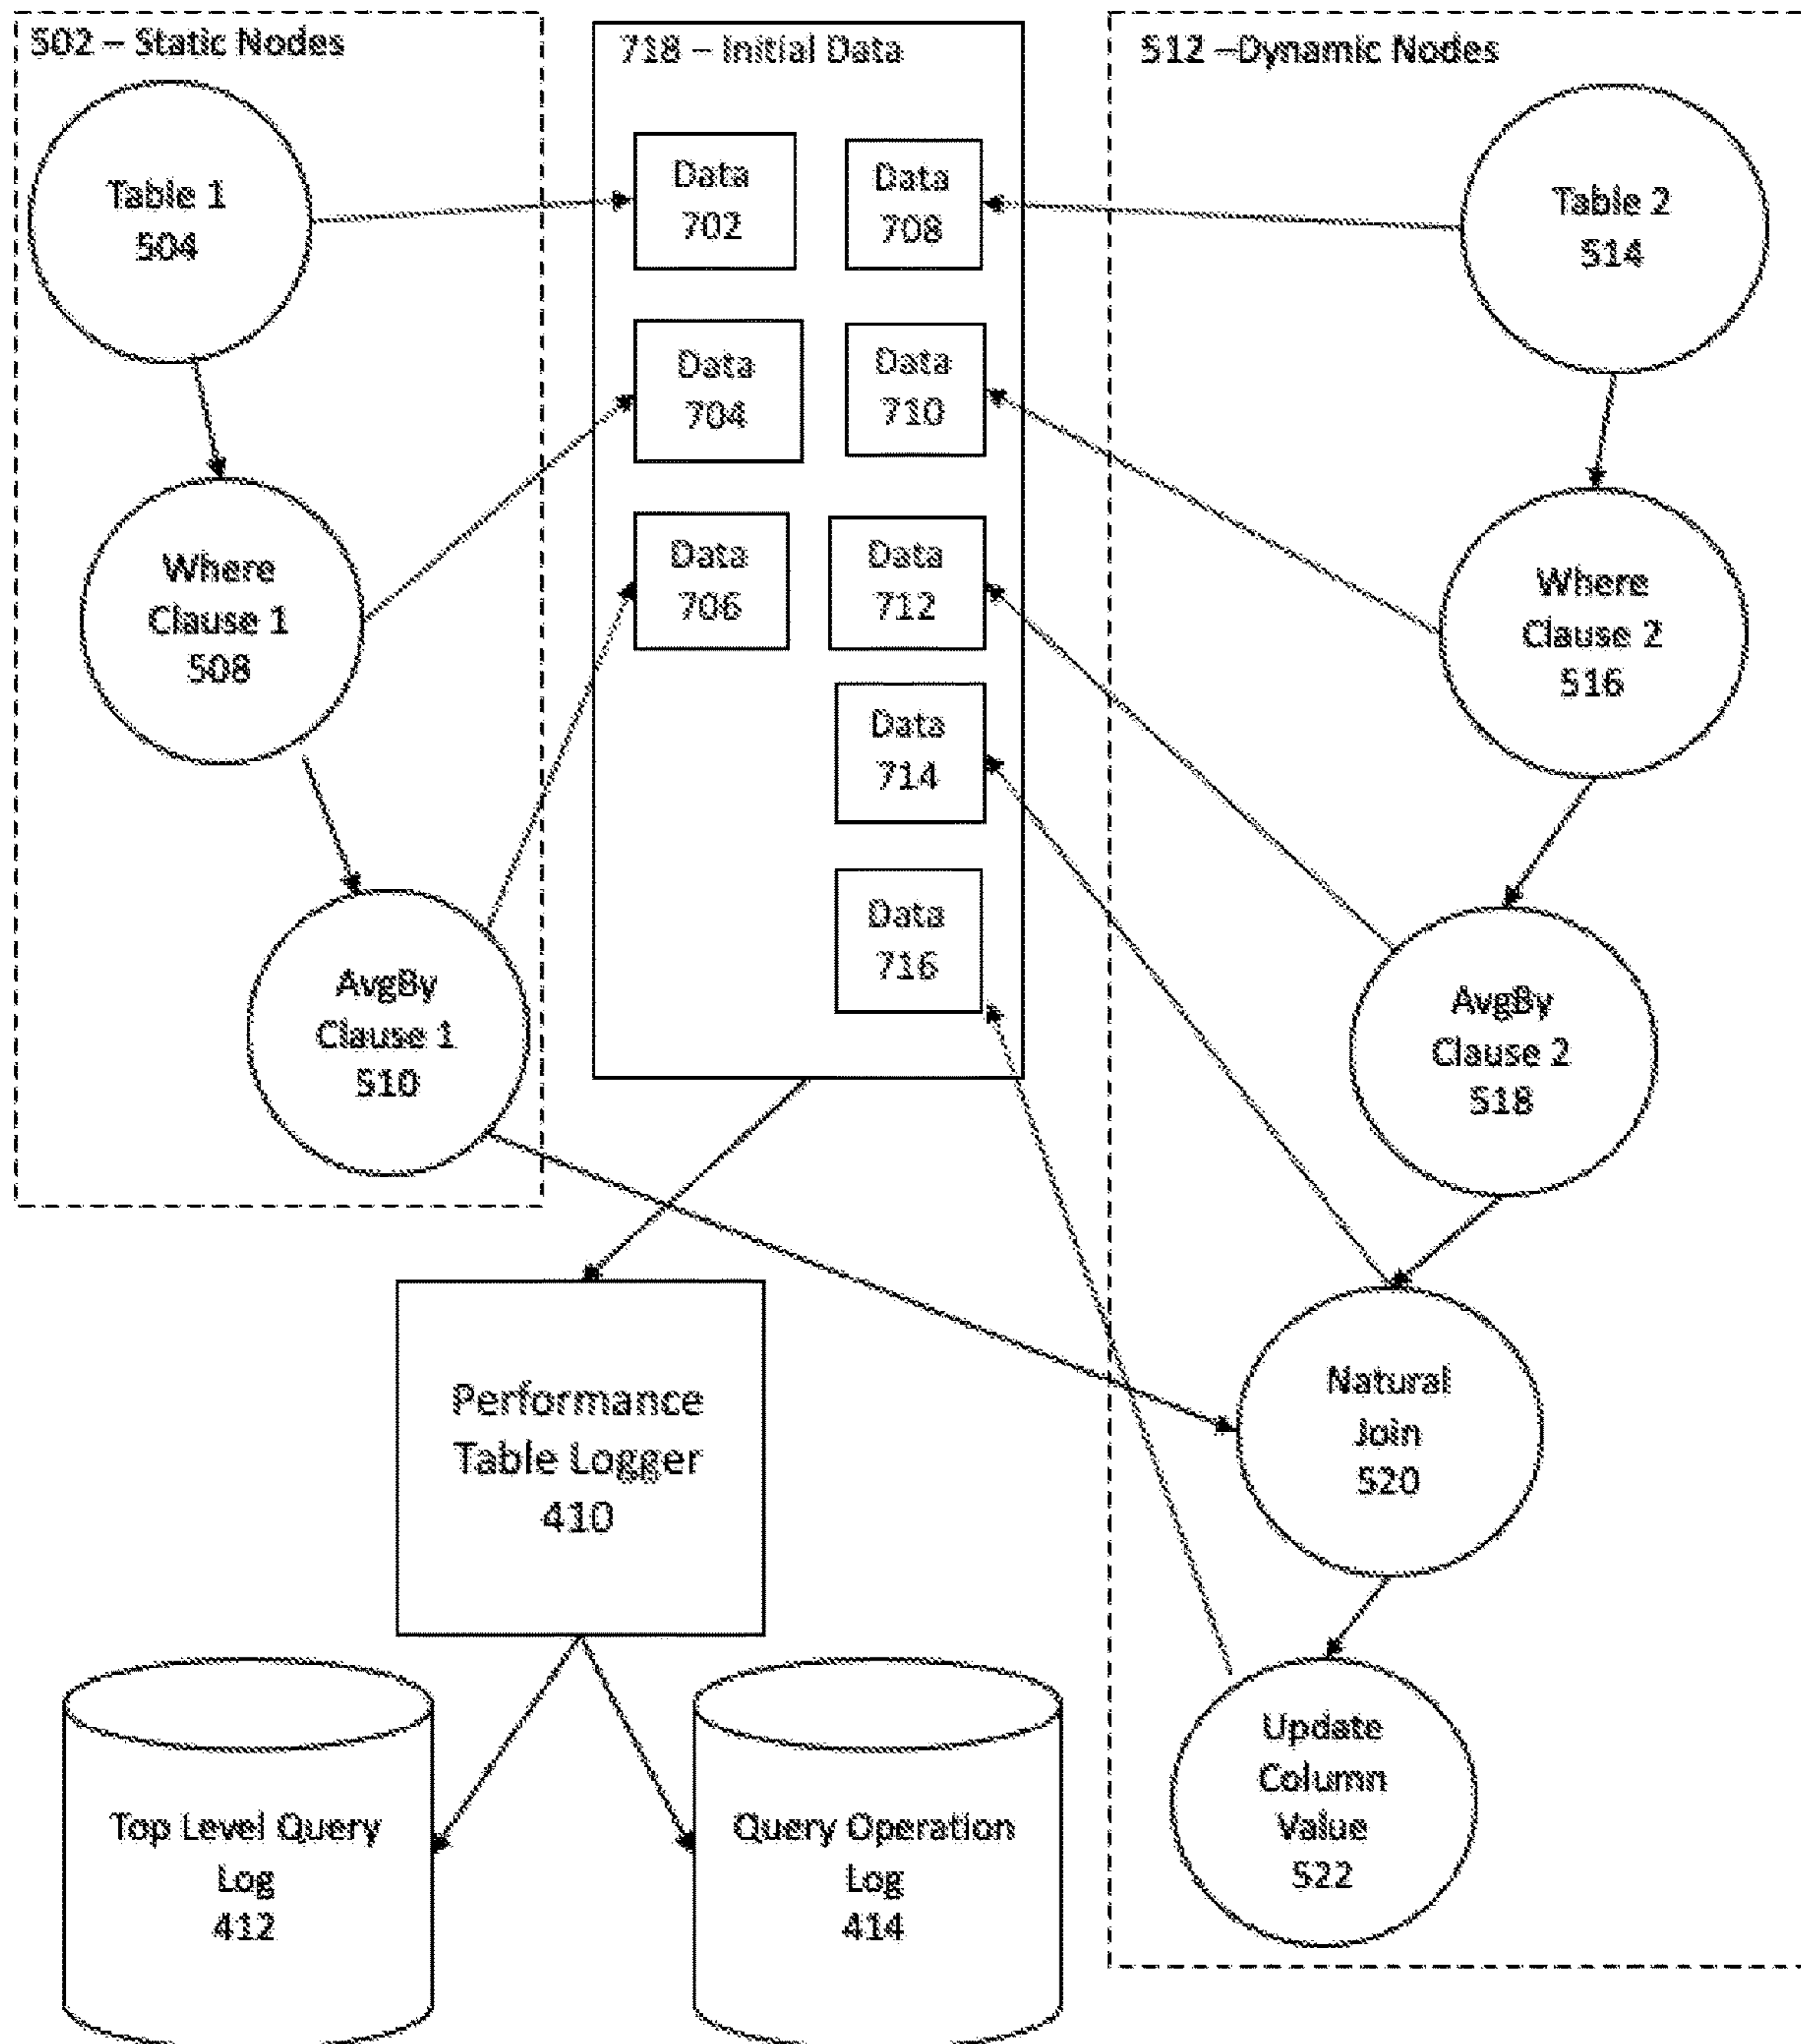 502 – Static Nodes
Table 1
504
Where
Clause 1
508
AvgBy
Clause 1
510
718 – Initial Data
Data
702
Data
708
Data
704
Data
710
Data
706
Data
712
Data
714
Data
716
512 –Dynamic Nodes
Table 2
514
Where
Clause 2
516
AvgBy
Clause 2
518
Natural
Join
520
Update
Column
Value
522
Performance
Table Logger
410
Top Level Query
Log
412
Query Operation
Log
414